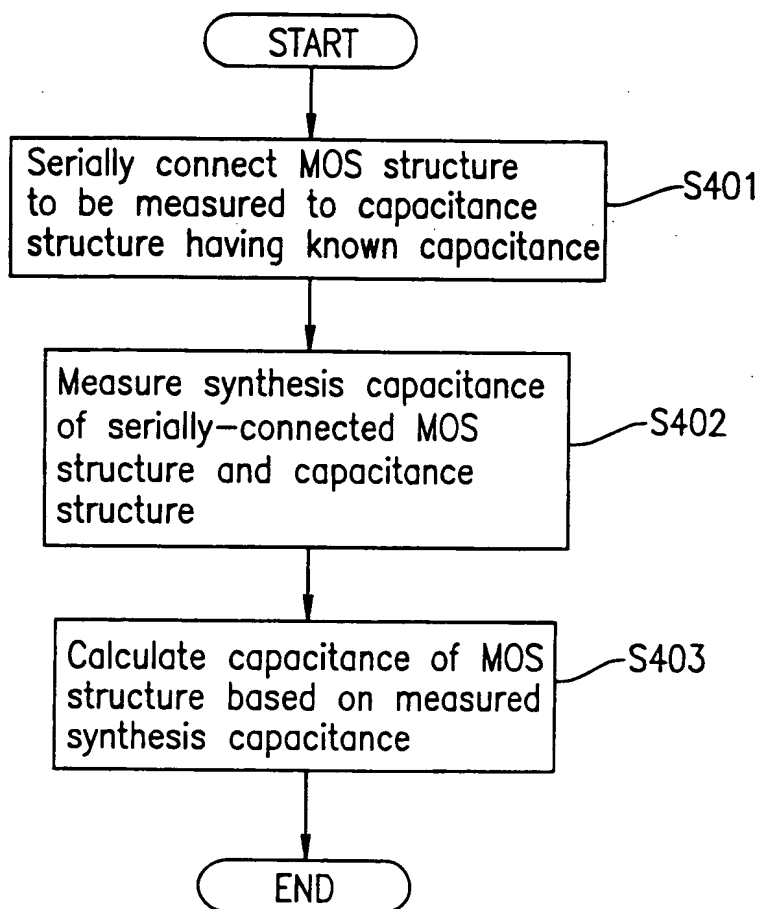 START
Serially connect MOS structure
to be measured to capacitance
structure having known capacitance
S401
Measure synthesis capacitance
of serially-connected MOS
structure and capacitance
structure
S402
Calculate capacitance of MOS
structure based on measured
synthesis capacitance
S403
END